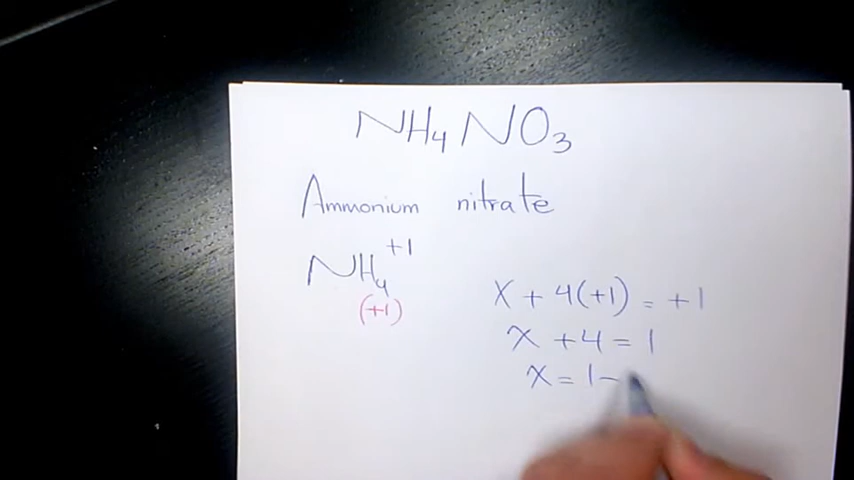 NH₄NO₃
Ammonium nitrate
NH₄⁺¹
(+1)
x + 4(+1) = +1
x + 4 = 1
x = 1 –